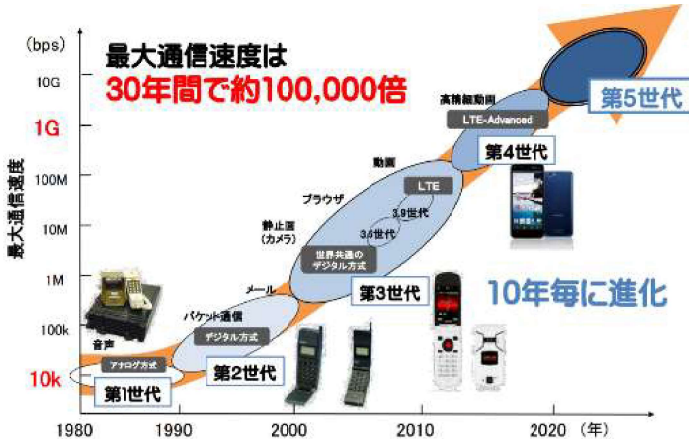 (bps)
最大通信速度は
30年間で約100,000倍
10G
1G
100M
10M
1M
100k
10k
最大通信速度
第5世代
高精細動画
LTE-Advanced
第4世代
動画
LTE
ブラウザ
3.9世代
静止画
(カメラ)
世界共通の
デジタル方式
第3世代
10年毎に進化
メール
パケット通信
デジタル方式
第2世代
音声
アナログ方式
第1世代
1980
1990
2000
2010
2020
(年)